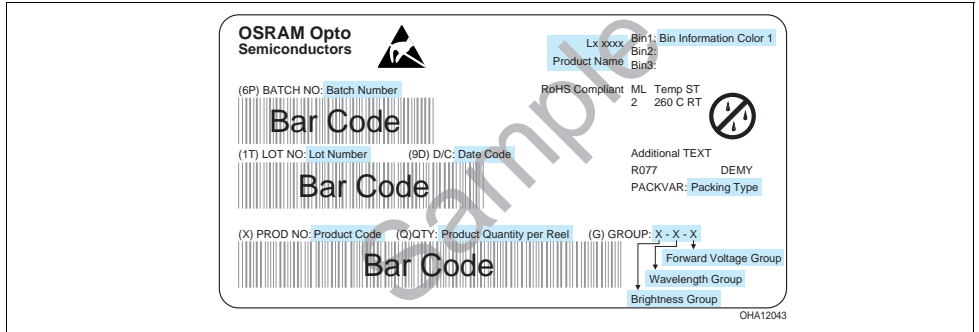 OSRAM Opto
Semiconductors
Lx xxxx
Product Name
Bin1: Bin Information Color 1
Bin2:
Bin3:
(6P) BATCH NO: Batch Number
Bar Code
RoHS Compliant ML Temp ST
2 260 C RT
(1T) LOT NO: Lot Number (9D) D/C: Date Code
Bar Code
Additional TEXT
R077 DEMY
PACKVAR: Packing Type
(X) PROD NO: Product Code (Q)QTY: Product Quantity per Reel (G) GROUP: X - X - X
Bar Code
Forward Voltage Group
Wavelength Group
Brightness Group
Sample
OHA12043